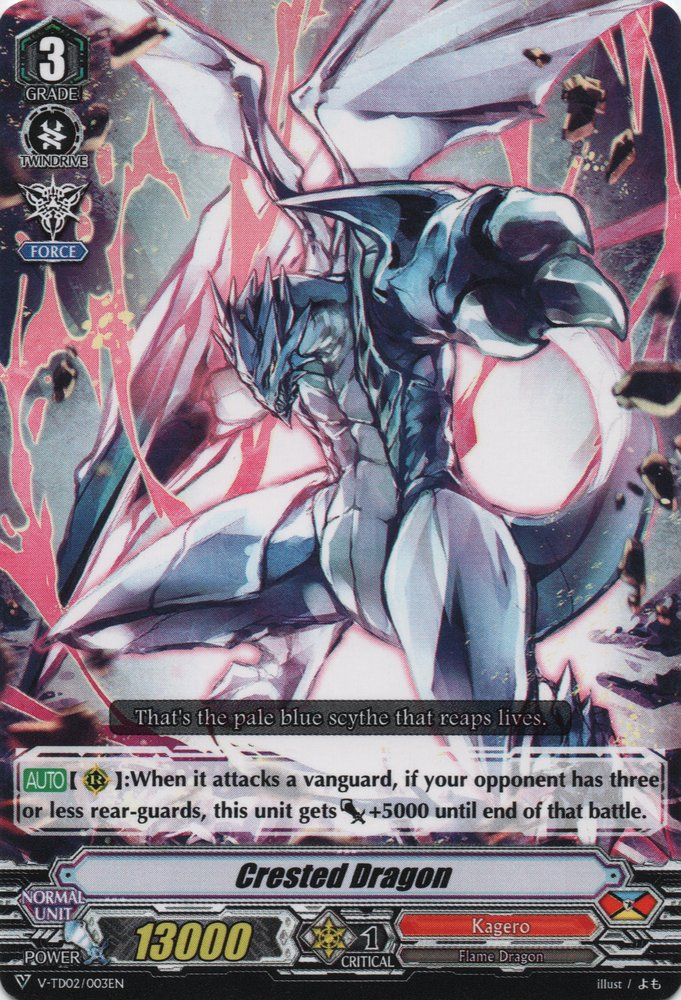 3
GRADE
TWINDRIVE
FORCE
That's the pale blue scythe that reaps lives.
AUTO【 R 】:When it attacks a vanguard, if your opponent has three
or less rear-guards, this unit gets +5000 until end of that battle.
Crested Dragon
NORMAL
UNIT
POWER 13000
1
CRITICAL
Kagero
Flame Dragon
V-TD02/003EN
illust / よも